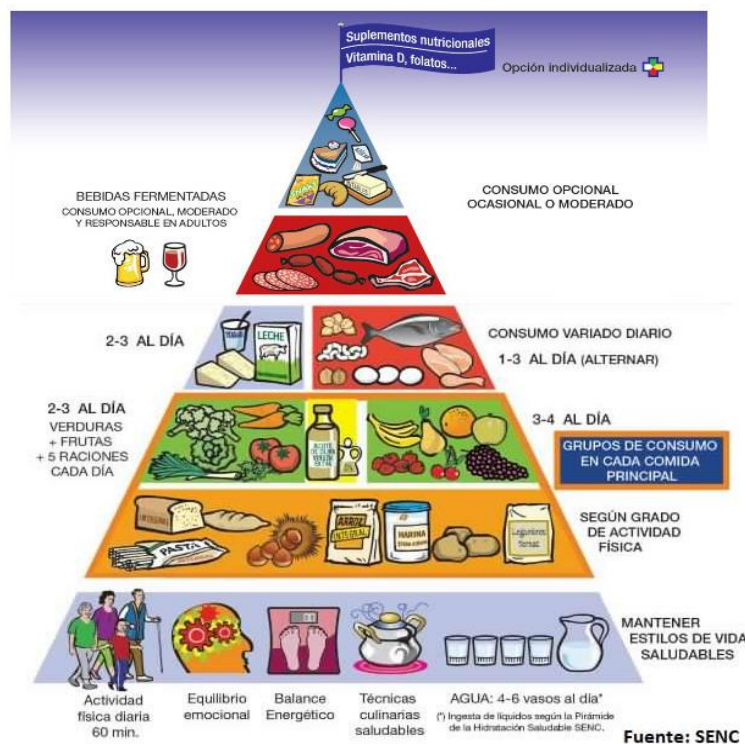 Suplementos nutricionales
Vitamina D, folatos...
Opción individualizada
BEBIDAS FERMENTADAS
CONSUMO OPCIONAL, MODERADO
Y RESPONSABLE EN ADULTOS
CONSUMO OPCIONAL
OCASIONAL O MODERADO
2-3 AL DÍA
LECHE
CONSUMO VARIADO DIARIO
1-3 AL DÍA (ALTERNAR)
2-3 AL DÍA
VERDURAS
+ FRUTAS
+ 5 RACIONES
CADA DÍA
ACEITE
DE OLIVA
VIRGEN
3-4 AL DÍA
GRUPOS DE CONSUMO
EN CADA COMIDA
PRINCIPAL
INTEGRAL
PASTA
ARROZ
INTEGRAL
HARINA
SEGÚN GRADO
DE ACTIVIDAD
FÍSICA
MANTENER
ESTILOS DE VIDA
SALUDABLES
Actividad
física diaria
60 min.
Equilibrio
emocional
Balance
Energético
Técnicas
culinarias
saludables
AGUA: 4-6 vasos al día*
(*) Ingesta de líquidos según la Pirámide
de la Hidratación Saludable SENC.
Fuente: SENC